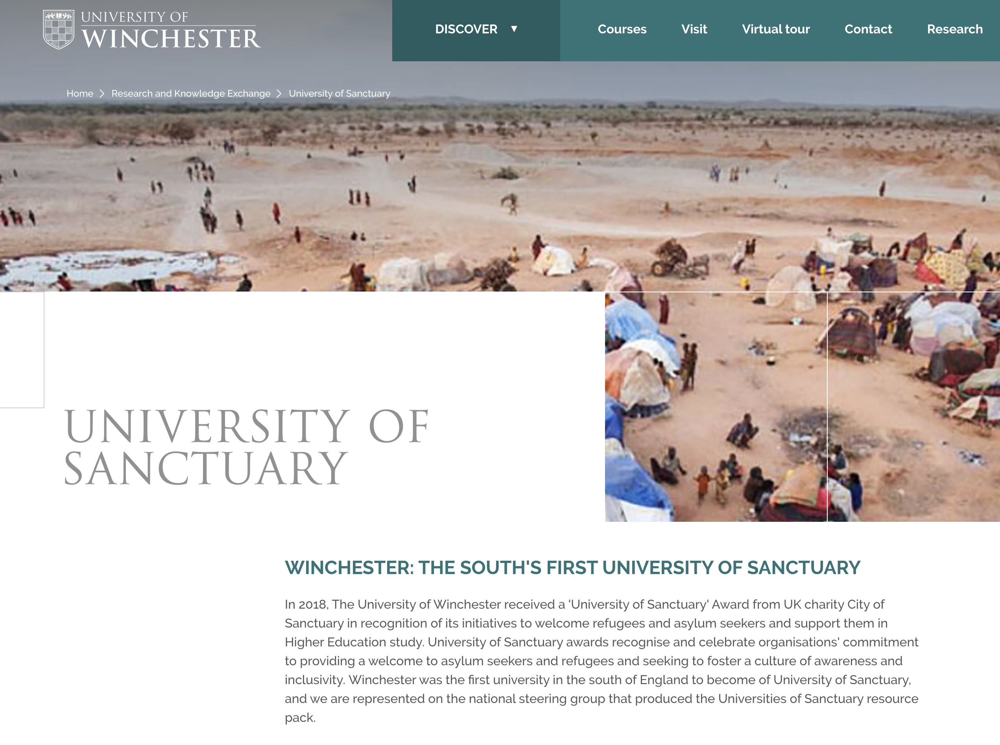 UNIVERSITY OF
WINCHESTER
DISCOVER ▼
Courses
Visit
Virtual tour
Contact
Research
Home > Research and Knowledge Exchange > University of Sanctuary
UNIVERSITY OF
SANCTUARY
WINCHESTER: THE SOUTH'S FIRST UNIVERSITY OF SANCTUARY
In 2018, The University of Winchester received a 'University of Sanctuary' Award from UK charity City of
Sanctuary in recognition of its initiatives to welcome refugees and asylum seekers and support them in
Higher Education study. University of Sanctuary awards recognise and celebrate organisations' commitment
to providing a welcome to asylum seekers and refugees and seeking to foster a culture of awareness and
inclusivity. Winchester was the first university in the south of England to become of University of Sanctuary,
and we are represented on the national steering group that produced the Universities of Sanctuary resource
pack.